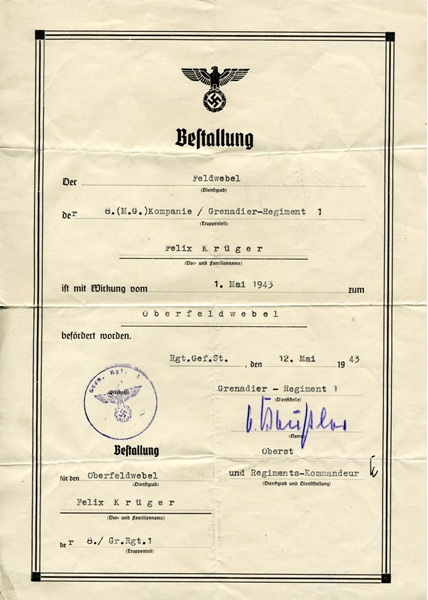 Bestallung
Der Feldwebel
(Dienstgrad)
der 8.(M.G.)Kompanie / Grenadier-Regiment 1
(Truppenteil)
Felix Krüger
(Vor- und Familienname)
ist mit Wirkung vom 1. Mai 1943 zum
Oberfeldwebel
befördert worden.
Rgt.Gef.St. , den 12. Mai 1943
Grenadier - Regiment 1
(Dienststelle)
(Name)
Oberst
und Regiments-Kommandeur
(Dienstgrad und Dienststellung)
Bestallung
für den Oberfeldwebel
(Dienstgrad)
Felix Krüger
(Vor- und Familienname)
der 8./ Gr.Rgt.1
(Truppenteil)